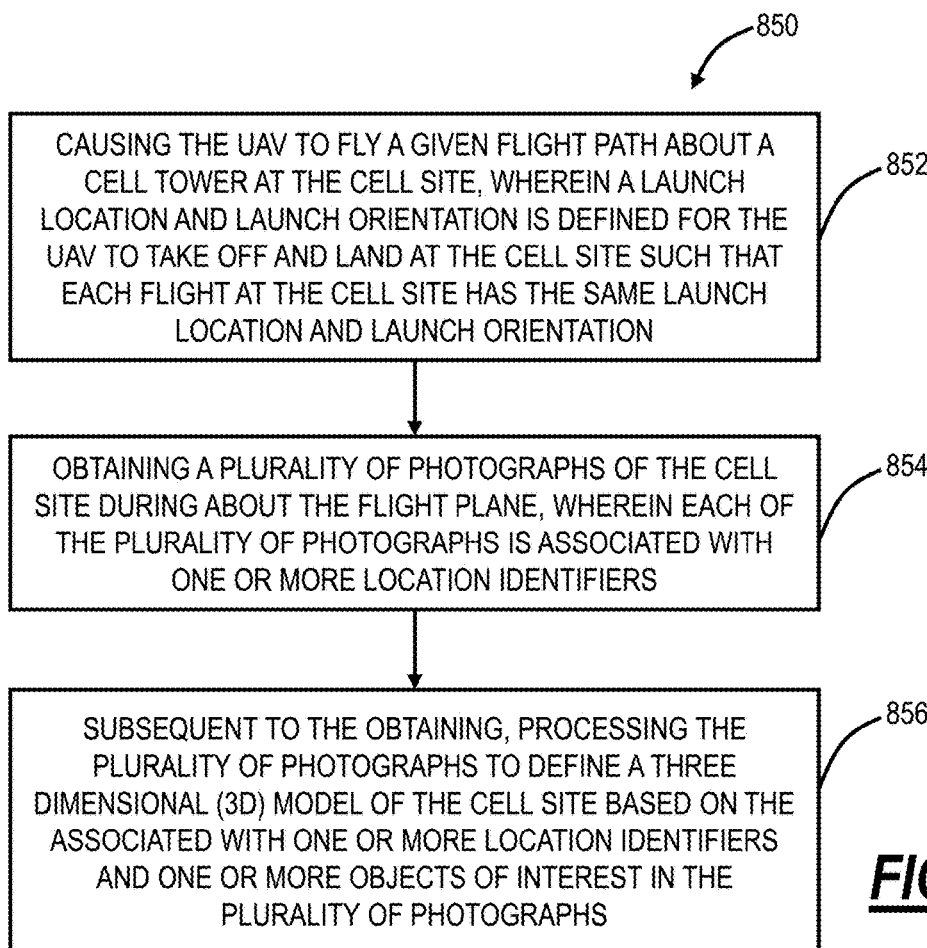 850
CAUSING THE UAV TO FLY A GIVEN FLIGHT PATH ABOUT A
CELL TOWER AT THE CELL SITE, WHEREIN A LAUNCH
LOCATION AND LAUNCH ORIENTATION IS DEFINED FOR THE
UAV TO TAKE OFF AND LAND AT THE CELL SITE SUCH THAT
EACH FLIGHT AT THE CELL SITE HAS THE SAME LAUNCH
LOCATION AND LAUNCH ORIENTATION
852
OBTAINING A PLURALITY OF PHOTOGRAPHS OF THE CELL
SITE DURING ABOUT THE FLIGHT PLANE, WHEREIN EACH OF
THE PLURALITY OF PHOTOGRAPHS IS ASSOCIATED WITH
ONE OR MORE LOCATION IDENTIFIERS
854
SUBSEQUENT TO THE OBTAINING, PROCESSING THE
PLURALITY OF PHOTOGRAPHS TO DEFINE A THREE
DIMENSIONAL (3D) MODEL OF THE CELL SITE BASED ON THE
ASSOCIATED WITH ONE OR MORE LOCATION IDENTIFIERS
AND ONE OR MORE OBJECTS OF INTEREST IN THE
PLURALITY OF PHOTOGRAPHS
856